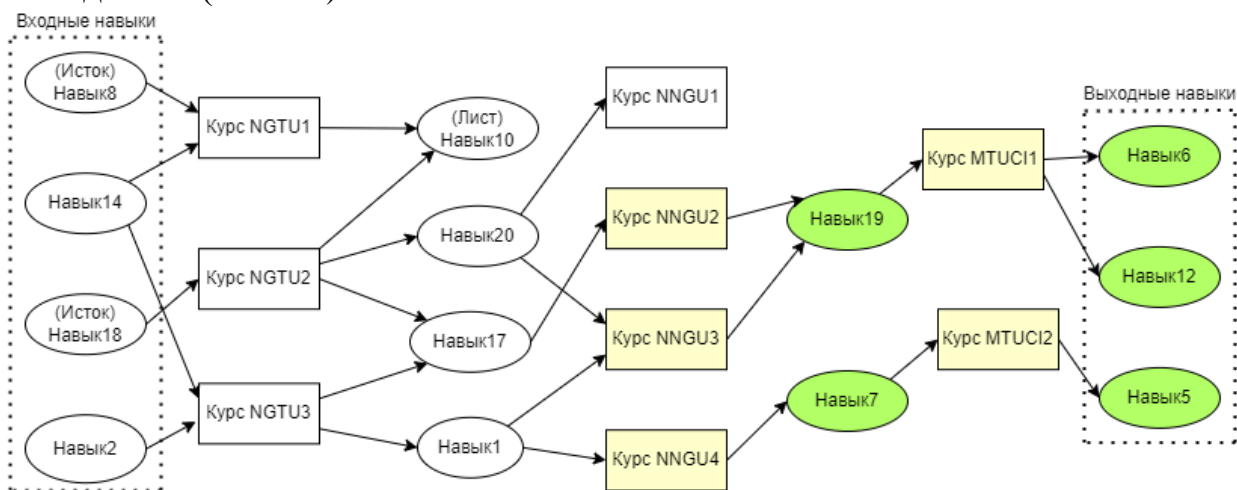 Входные навыки
(Исток)
Навык8
Навык14
(Исток)
Навык18
Навык2
Курс NGTU1
Курс NGTU2
Курс NGTU3
(Лист)
Навык10
Навык20
Навык17
Навык1
Курс NNGU1
Курс NNGU2
Курс NNGU3
Курс NNGU4
Навык19
Навык7
Курс MTUCI1
Курс MTUCI2
Выходные навыки
Навык6
Навык12
Навык5